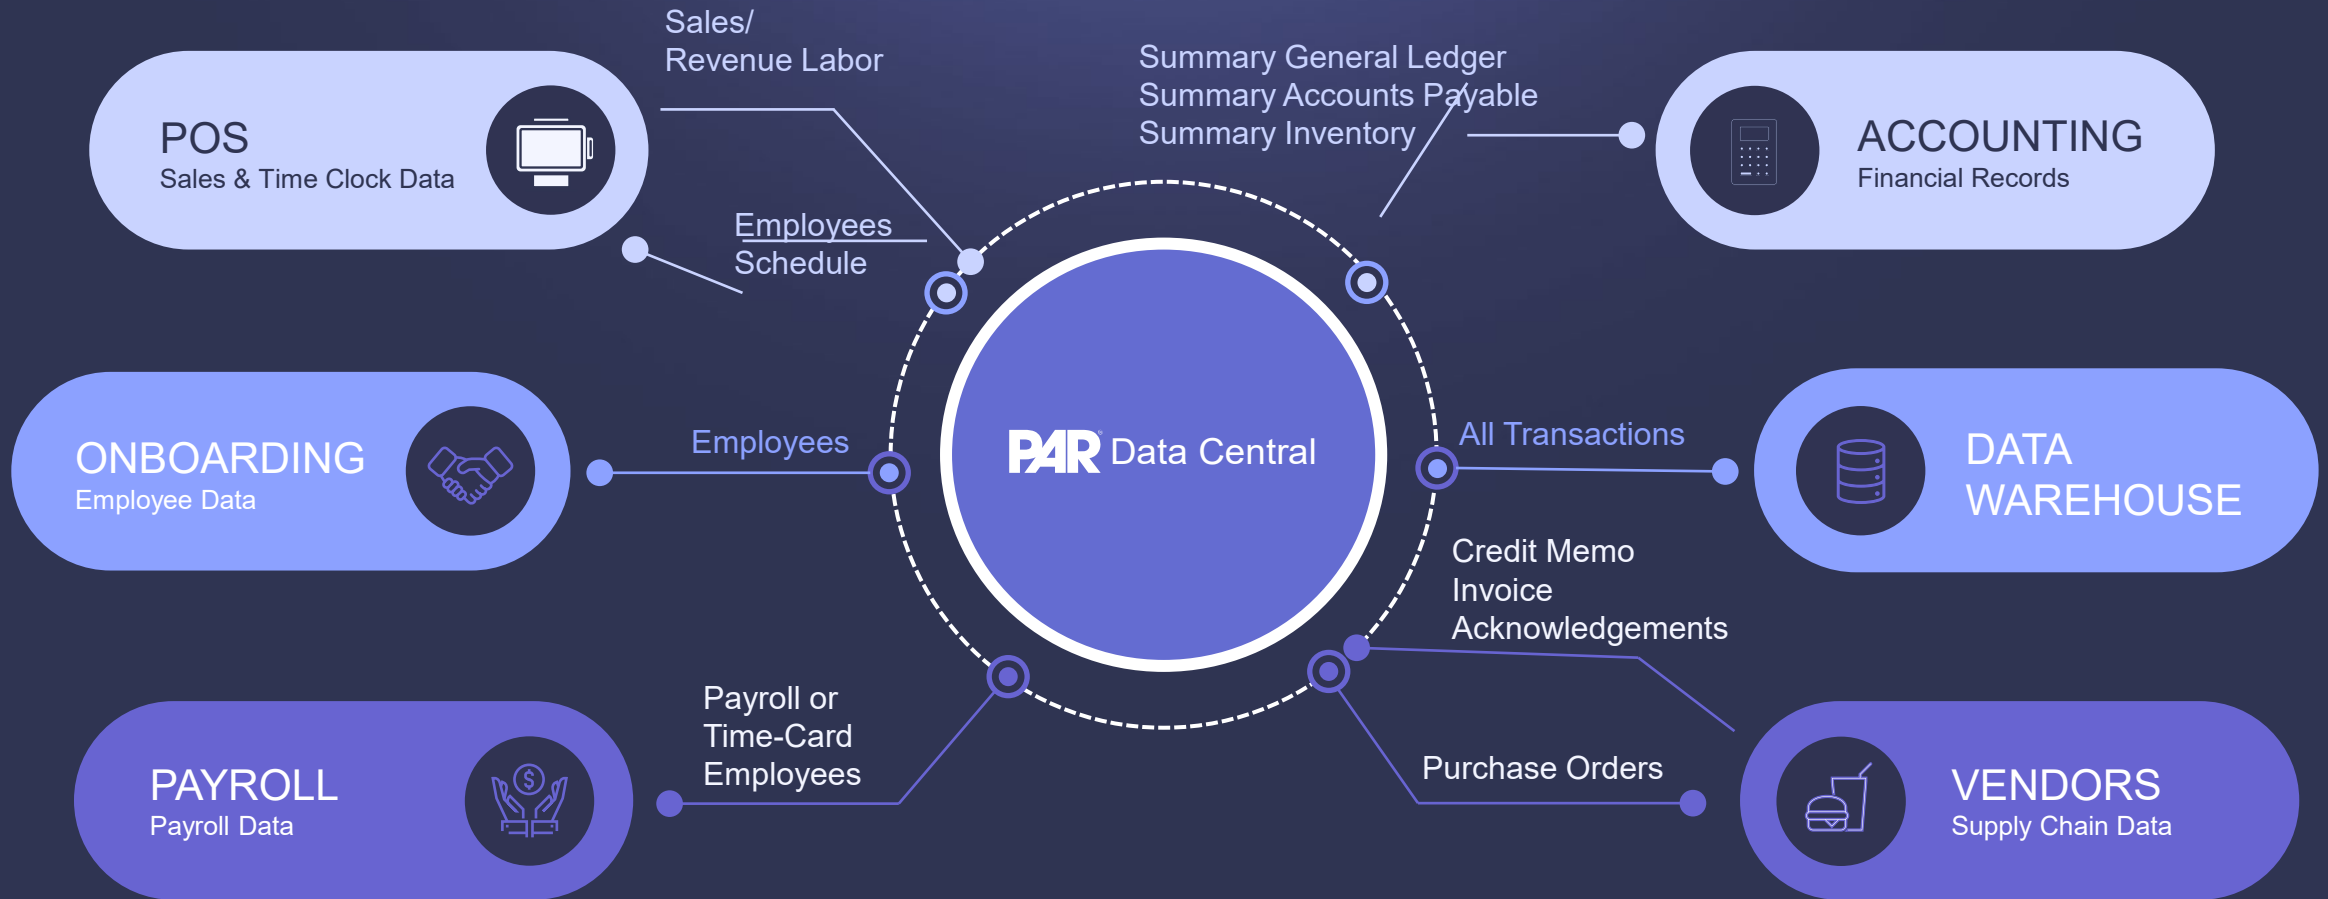 Sales/
Revenue Labor
POS
Sales & Time Clock Data
Employees
Schedule
Summary General Ledger
Summary Accounts Payable
Summary Inventory
ACCOUNTING
Financial Records
ONBOARDING
Employee Data
Employees
PAR® Data Central
All Transactions
DATA
WAREHOUSE
Credit Memo
Invoice
Acknowledgements
PAYROLL
Payroll Data
Payroll or
Time-Card
Employees
$
Purchase Orders
VENDORS
Supply Chain Data